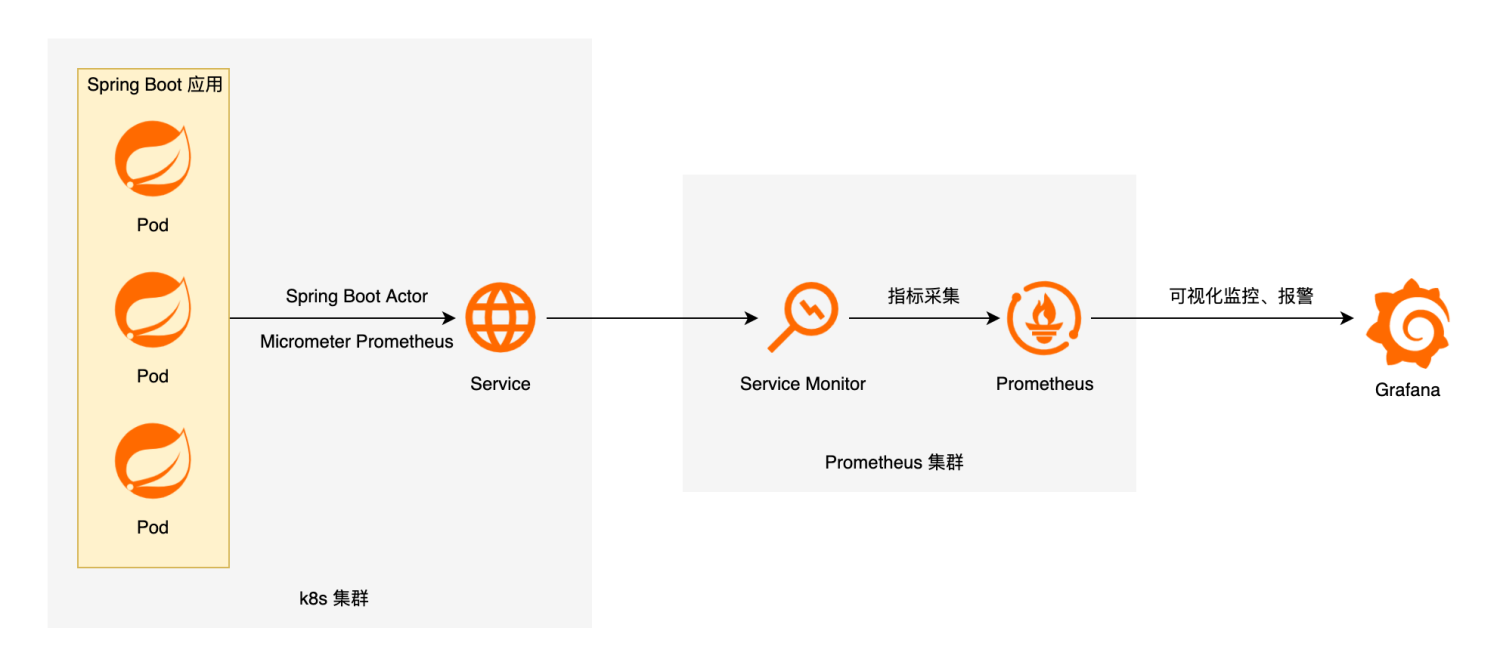 Spring Boot 应用
Pod
Pod
Pod
Spring Boot Actor
Micrometer Prometheus
Service
k8s 集群
Service Monitor
指标采集
Prometheus
Prometheus 集群
可视化监控、报警
Grafana